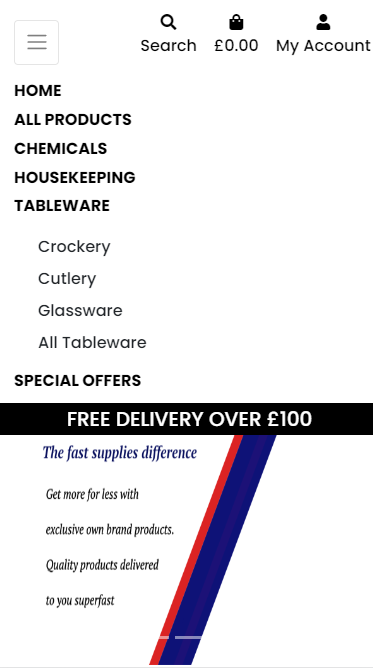 Search £0.00 My Account
HOME
ALL PRODUCTS
CHEMICALS
HOUSEKEEPING
TABLEWARE
Crockery
Cutlery
Glassware
All Tableware
SPECIAL OFFERS
FREE DELIVERY OVER £100
The fast supplies difference
Get more for less with
exclusive own brand products.
Quality products delivered
to you superfast